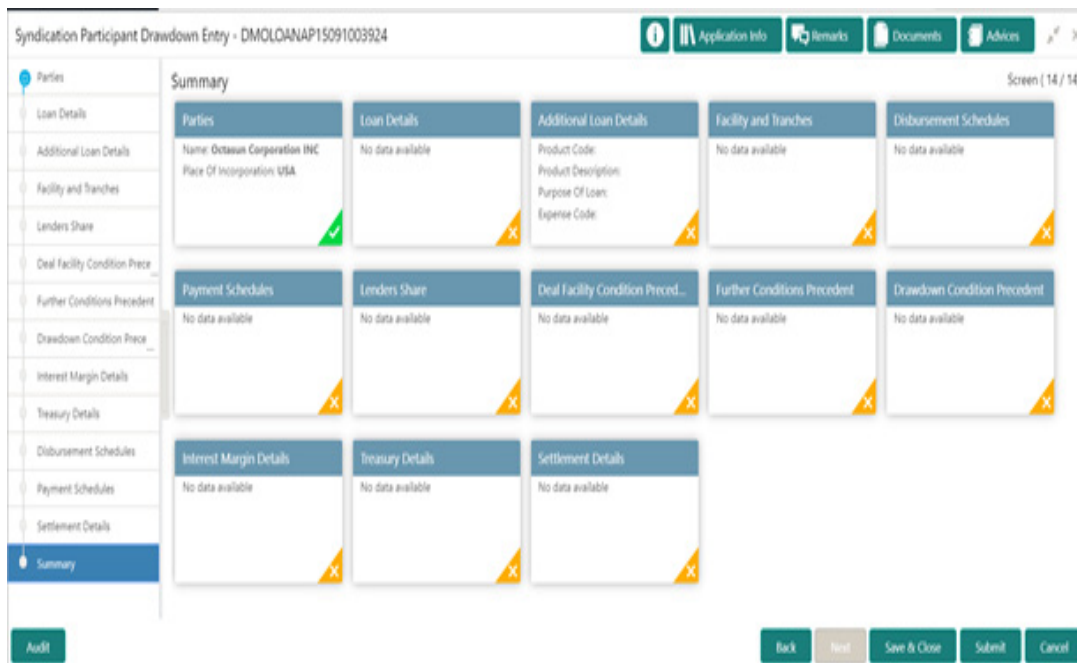 Syndication Participant Drawdown Entry - DMOLOANAP15091003924
Application Info
Remarks
Documents
Advices
Parties
Loan Details
Additional Loan Details
Facility and Tranches
Lenders Share
Deal Facility Condition Prece ...
Further Conditions Precedent
Drawdown Condition Prece ...
Interest Margin Details
Treasury Details
Disbursement Schedules
Payment Schedules
Settlement Details
Summary
Summary
Screen ( 14 / 14
Parties
Name: Octasun Corporation INC
Place Of Incorporation: USA
Loan Details
No data available
Additional Loan Details
Product Code:
Product Description:
Purpose Of Loan:
Expense Code:
Facility and Tranches
No data available
Disbursement Schedules
No data available
Payment Schedules
No data available
Lenders Share
No data available
Deal Facility Condition Preced...
No data available
Further Conditions Precedent
No data available
Drawdown Condition Precedent
No data available
Interest Margin Details
No data available
Treasury Details
No data available
Settlement Details
No data available
Audit
Back
Next
Save & Close
Submit
Cancel